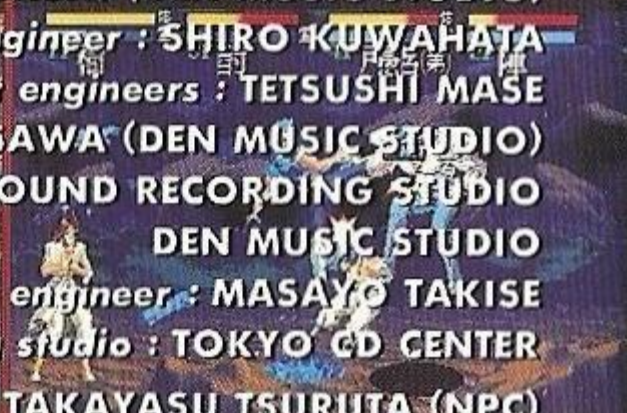 gineer : SHIRO KUWAHATA
engineers : TETSUSHI MASE
AWA (DEN MUSIC STUDIO)
OUND RECORDING STUDIO
DEN MUSIC STUDIO
engineer : MASAYO TAKISE
studio : TOKYO CD CENTER
TAKAYASU TSURUTA (NPC)